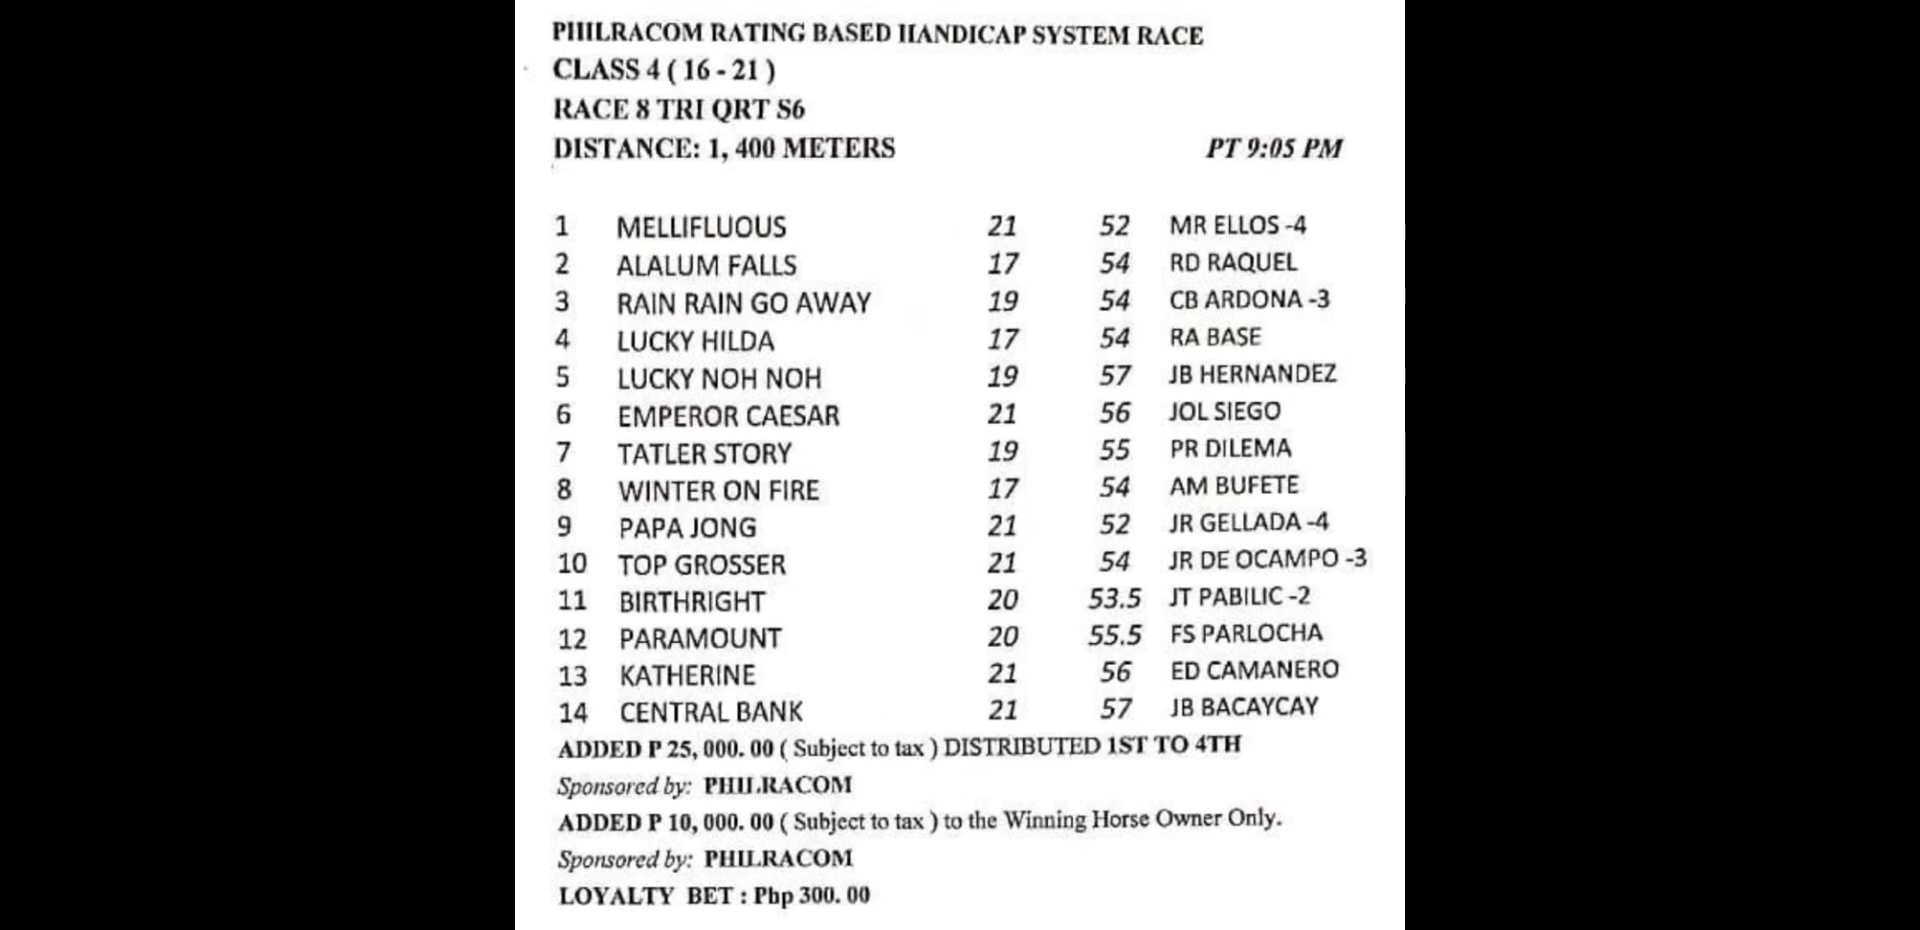 PHILRACOM RATING BASED HANDICAP SYSTEM RACE
CLASS 4 ( 16 - 21 )
RACE 8 TRI QRT S6
DISTANCE: 1, 400 METERS PT 9:05 PM
1 MELLIFLUOUS 21 52 MR ELLOS -4
2 ALALUM FALLS 17 54 RD RAQUEL
3 RAIN RAIN GO AWAY 19 54 CB ARDONA -3
4 LUCKY HILDA 17 54 RA BASE
5 LUCKY NOH NOH 19 57 JB HERNANDEZ
6 EMPEROR CAESAR 21 56 JOL SIEGO
7 TATLER STORY 19 55 PR DILEMA
8 WINTER ON FIRE 17 54 AM BUFETE
9 PAPA JONG 21 52 JR GELLADA -4
10 TOP GROSSER 21 54 JR DE OCAMPO -3
11 BIRTHRIGHT 20 53.5 JT PABILIC -2
12 PARAMOUNT 20 55.5 FS PARLOCHA
13 KATHERINE 21 56 ED CAMANERO
14 CENTRAL BANK 21 57 JB BACAYCAY
ADDED P 25, 000. 00 ( Subject to tax ) DISTRIBUTED 1ST TO 4TH
Sponsored by: PHILRACOM
ADDED P 10, 000. 00 ( Subject to tax ) to the Winning Horse Owner Only.
Sponsored by: PHILRACOM
LOYALTY BET : Php 300. 00